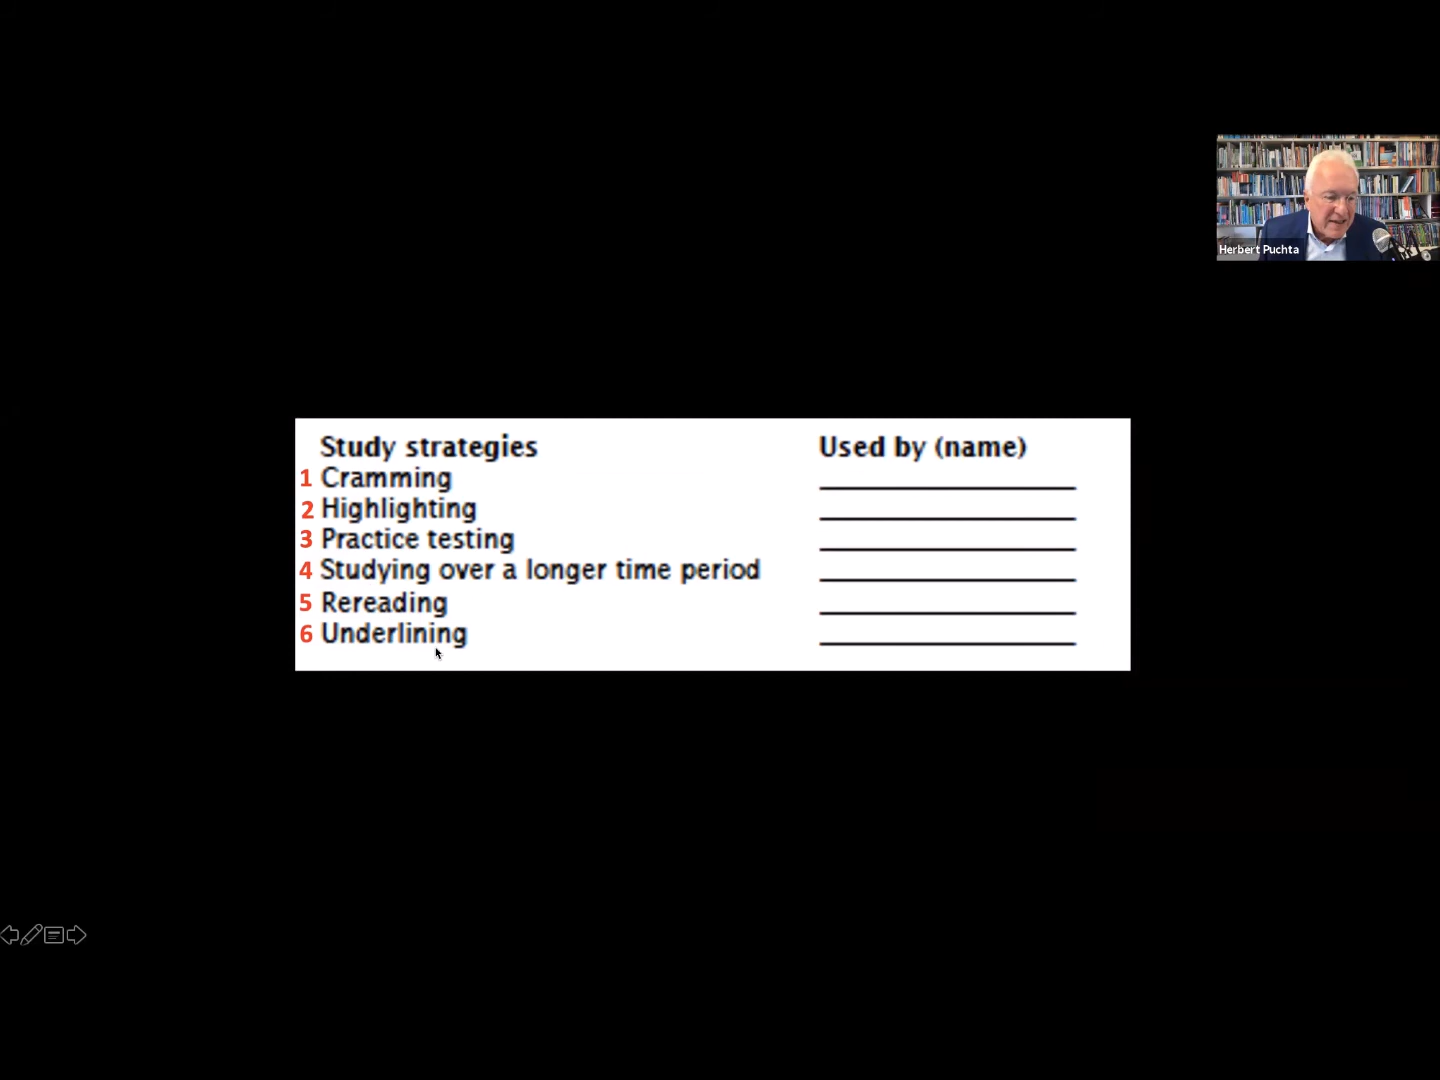 Herbert Puchta
Study strategies Used by (name)
1 Cramming
2 Highlighting
3 Practice testing
4 Studying over a longer time period
5 Rereading
6 Underlining